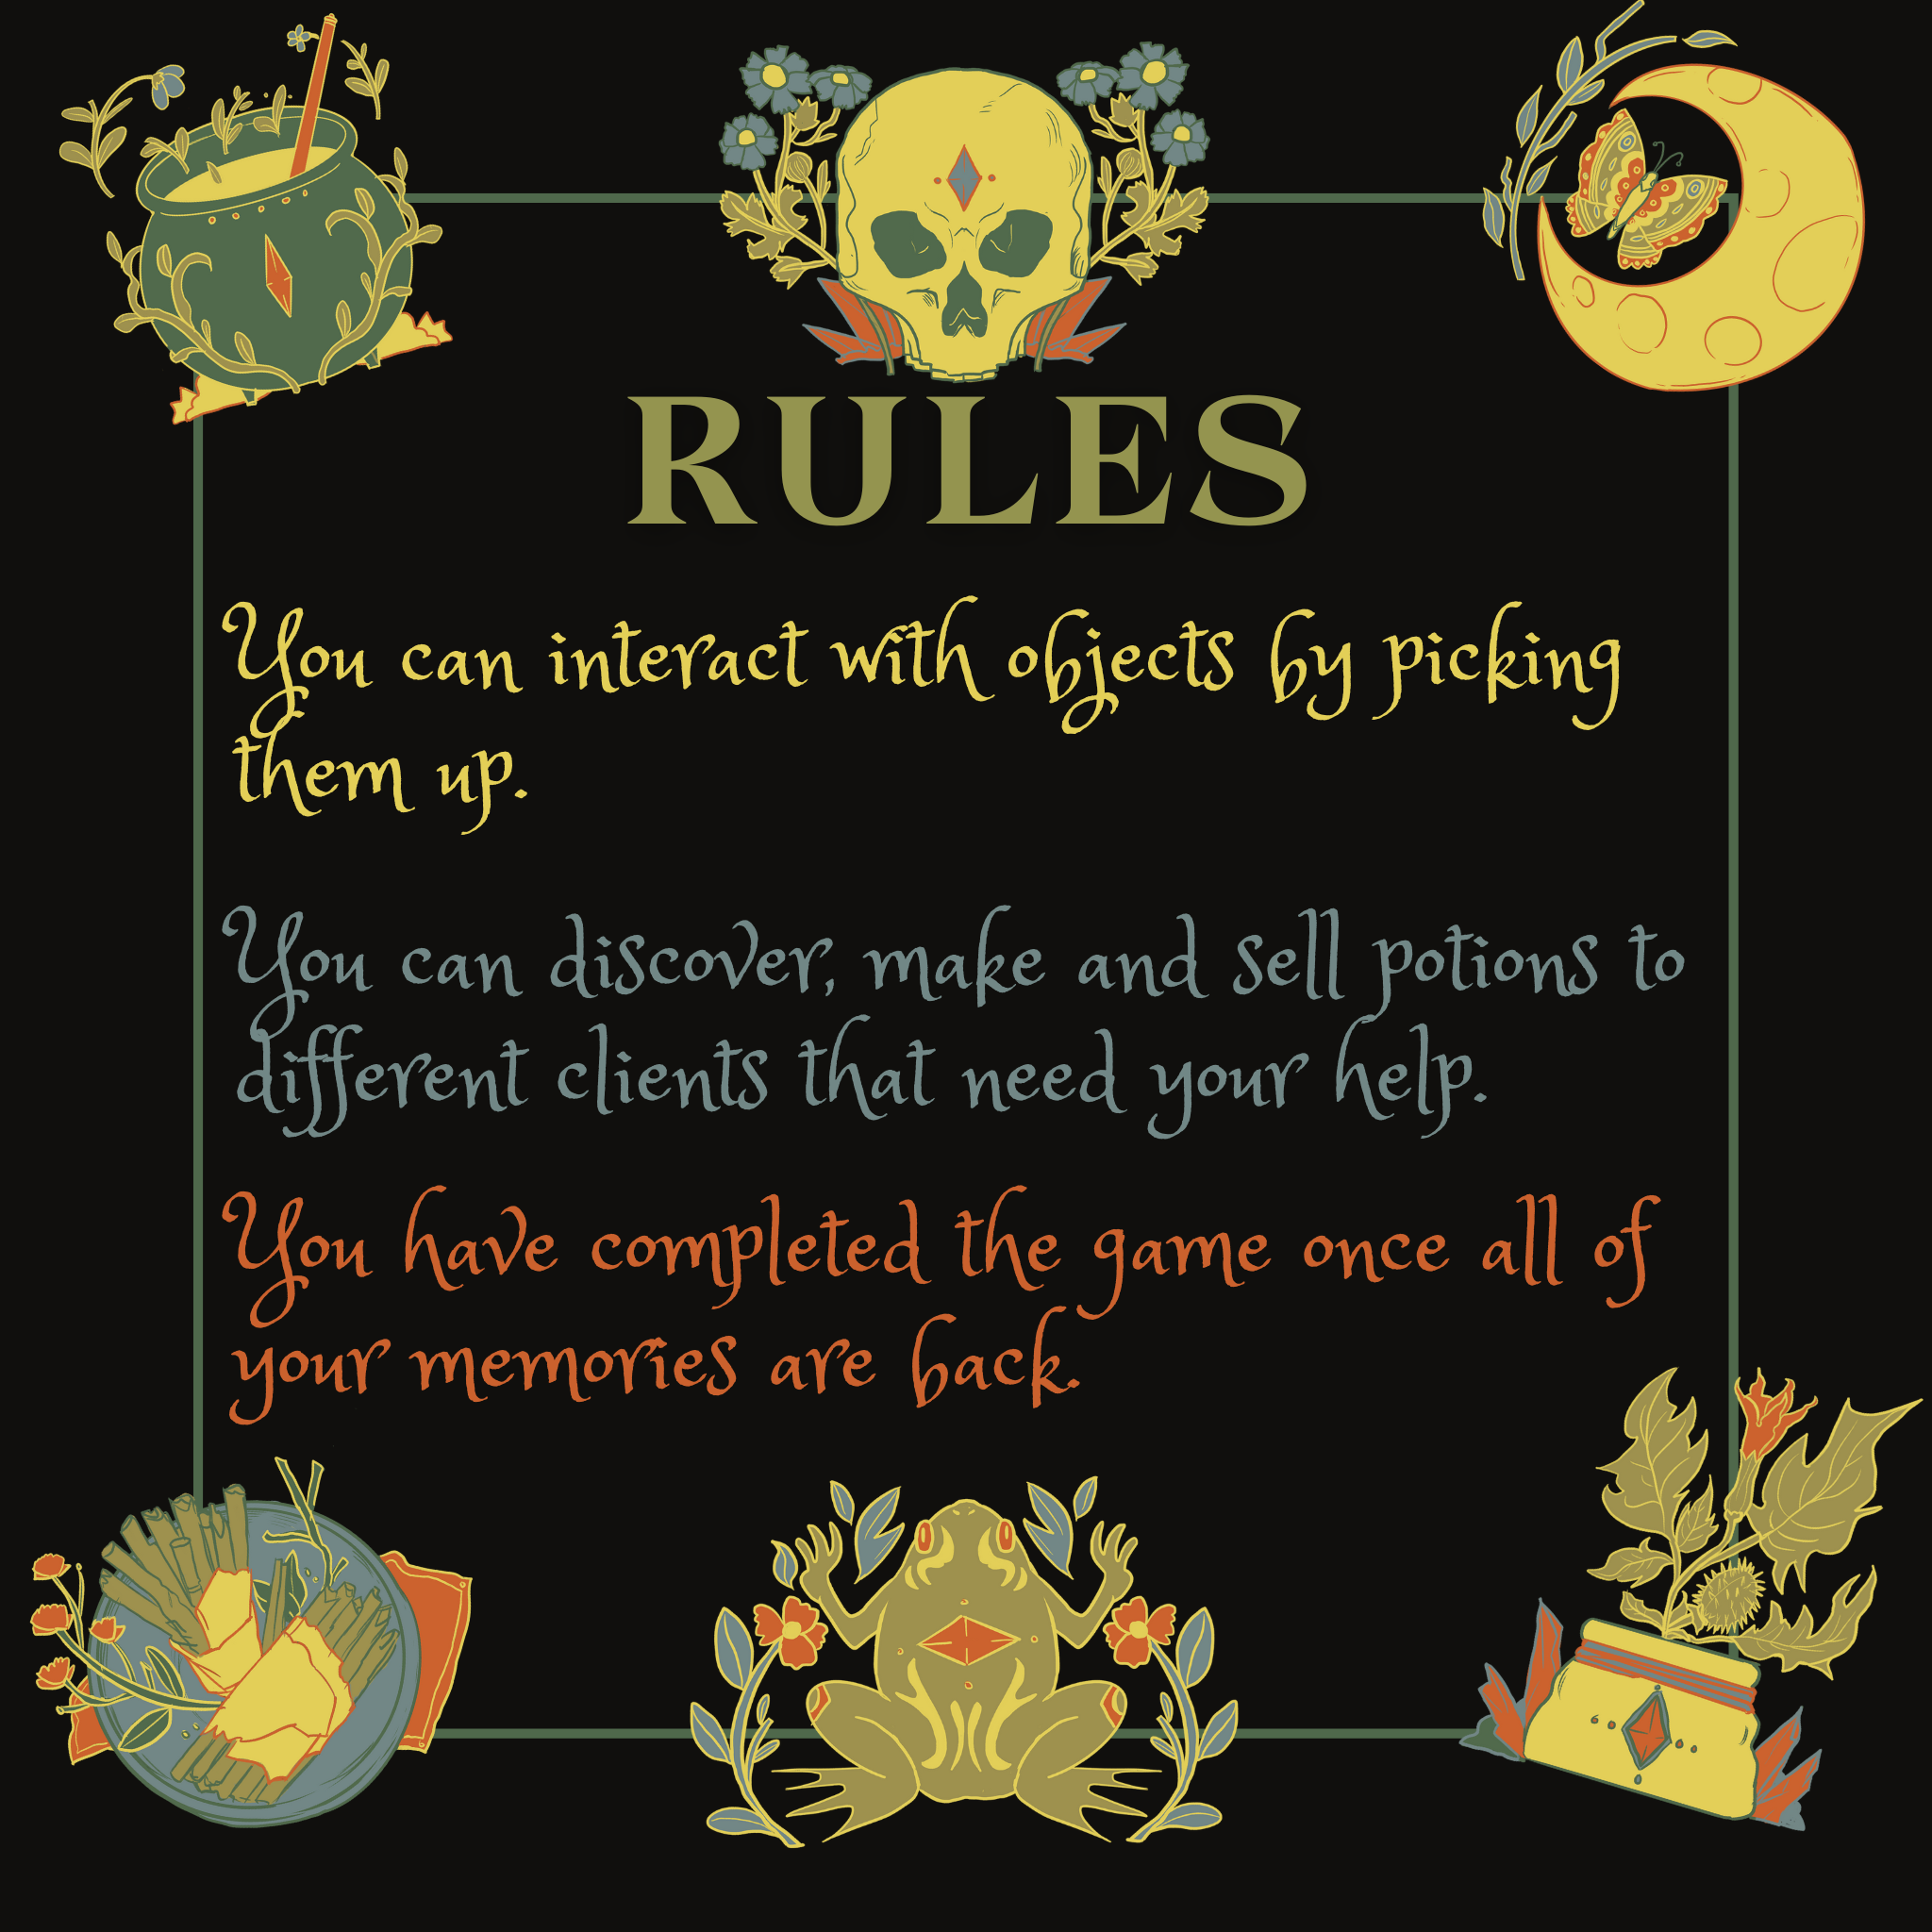 RULES
You can interact with objects by picking
them up.
You can discover, make and sell potions to
different clients that need your help.
You have completed the game once all of
your memories are back.